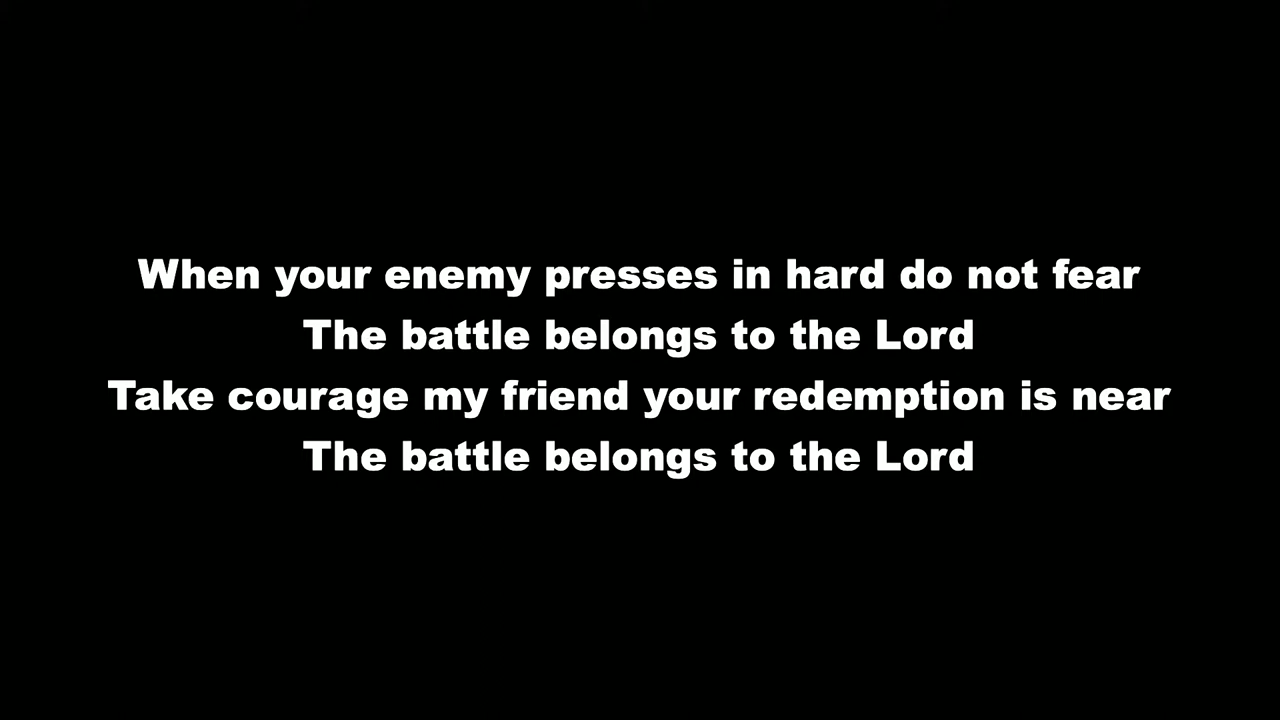 When your enemy presses in hard do not fear
The battle belongs to the Lord
Take courage my friend your redemption is near
The battle belongs to the Lord